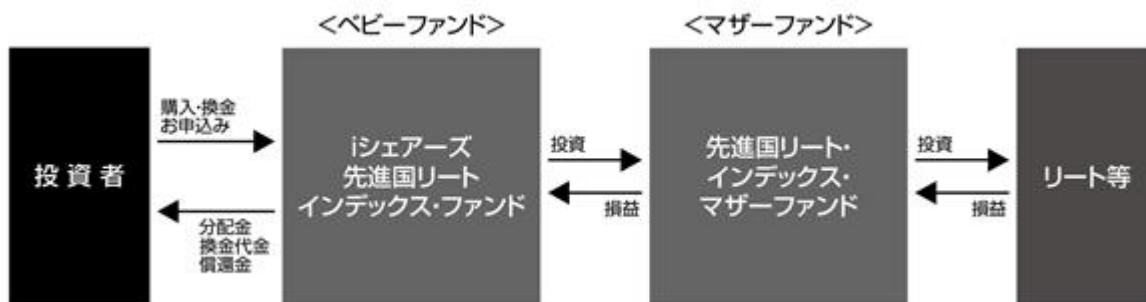 <ベビーファンド>
<マザーファンド>
投資者
購入・換金
お申込み
分配金
換金代金
償還金
iシェアーズ
先進国リート
インデックス・ファンド
投資
損益
先進国リート・
インデックス・
マザーファンド
投資
損益
リート等